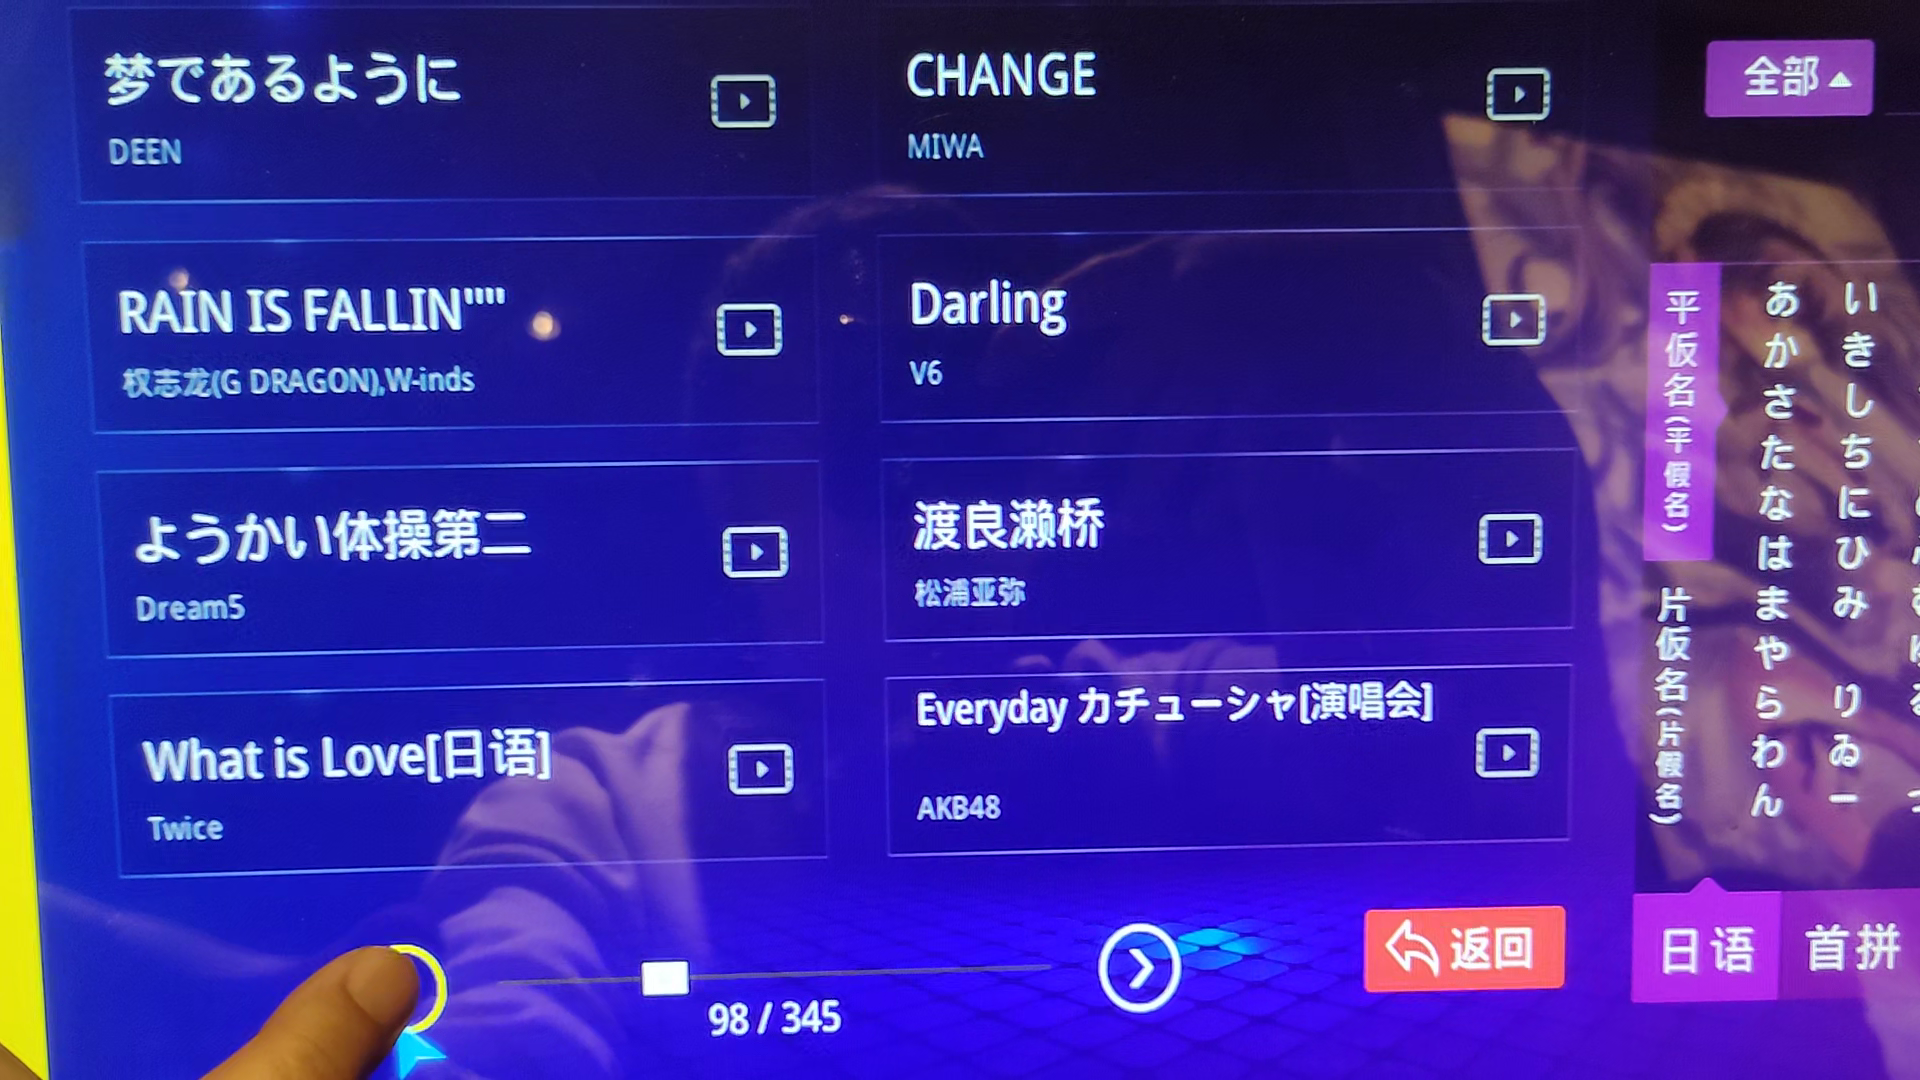 梦であるように
DEEN
CHANGE
MIWA
RAIN IS FALLIN""
权志龙(G DRAGON),W-inds
Darling
V6
ようかい体操第二
Dream5
渡良濑桥
松浦亚弥
What is Love[日语]
Twice
Everyday カチューシャ[演唱会]
AKB48
98 / 345
返回
全部
平仮名(平假名)
片仮名(片假名)
あかさたなはまやらわん
いきしちにひみ りゐー
日语
首拼